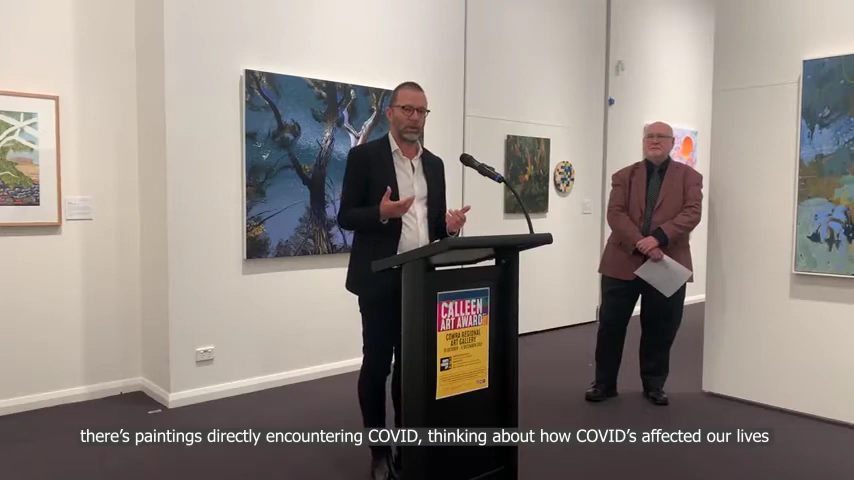 CALLEEN
ART AWARD
COWRA REGIONAL
ART GALLERY
there's paintings directly encountering COVID, thinking about how COVID's affected our lives